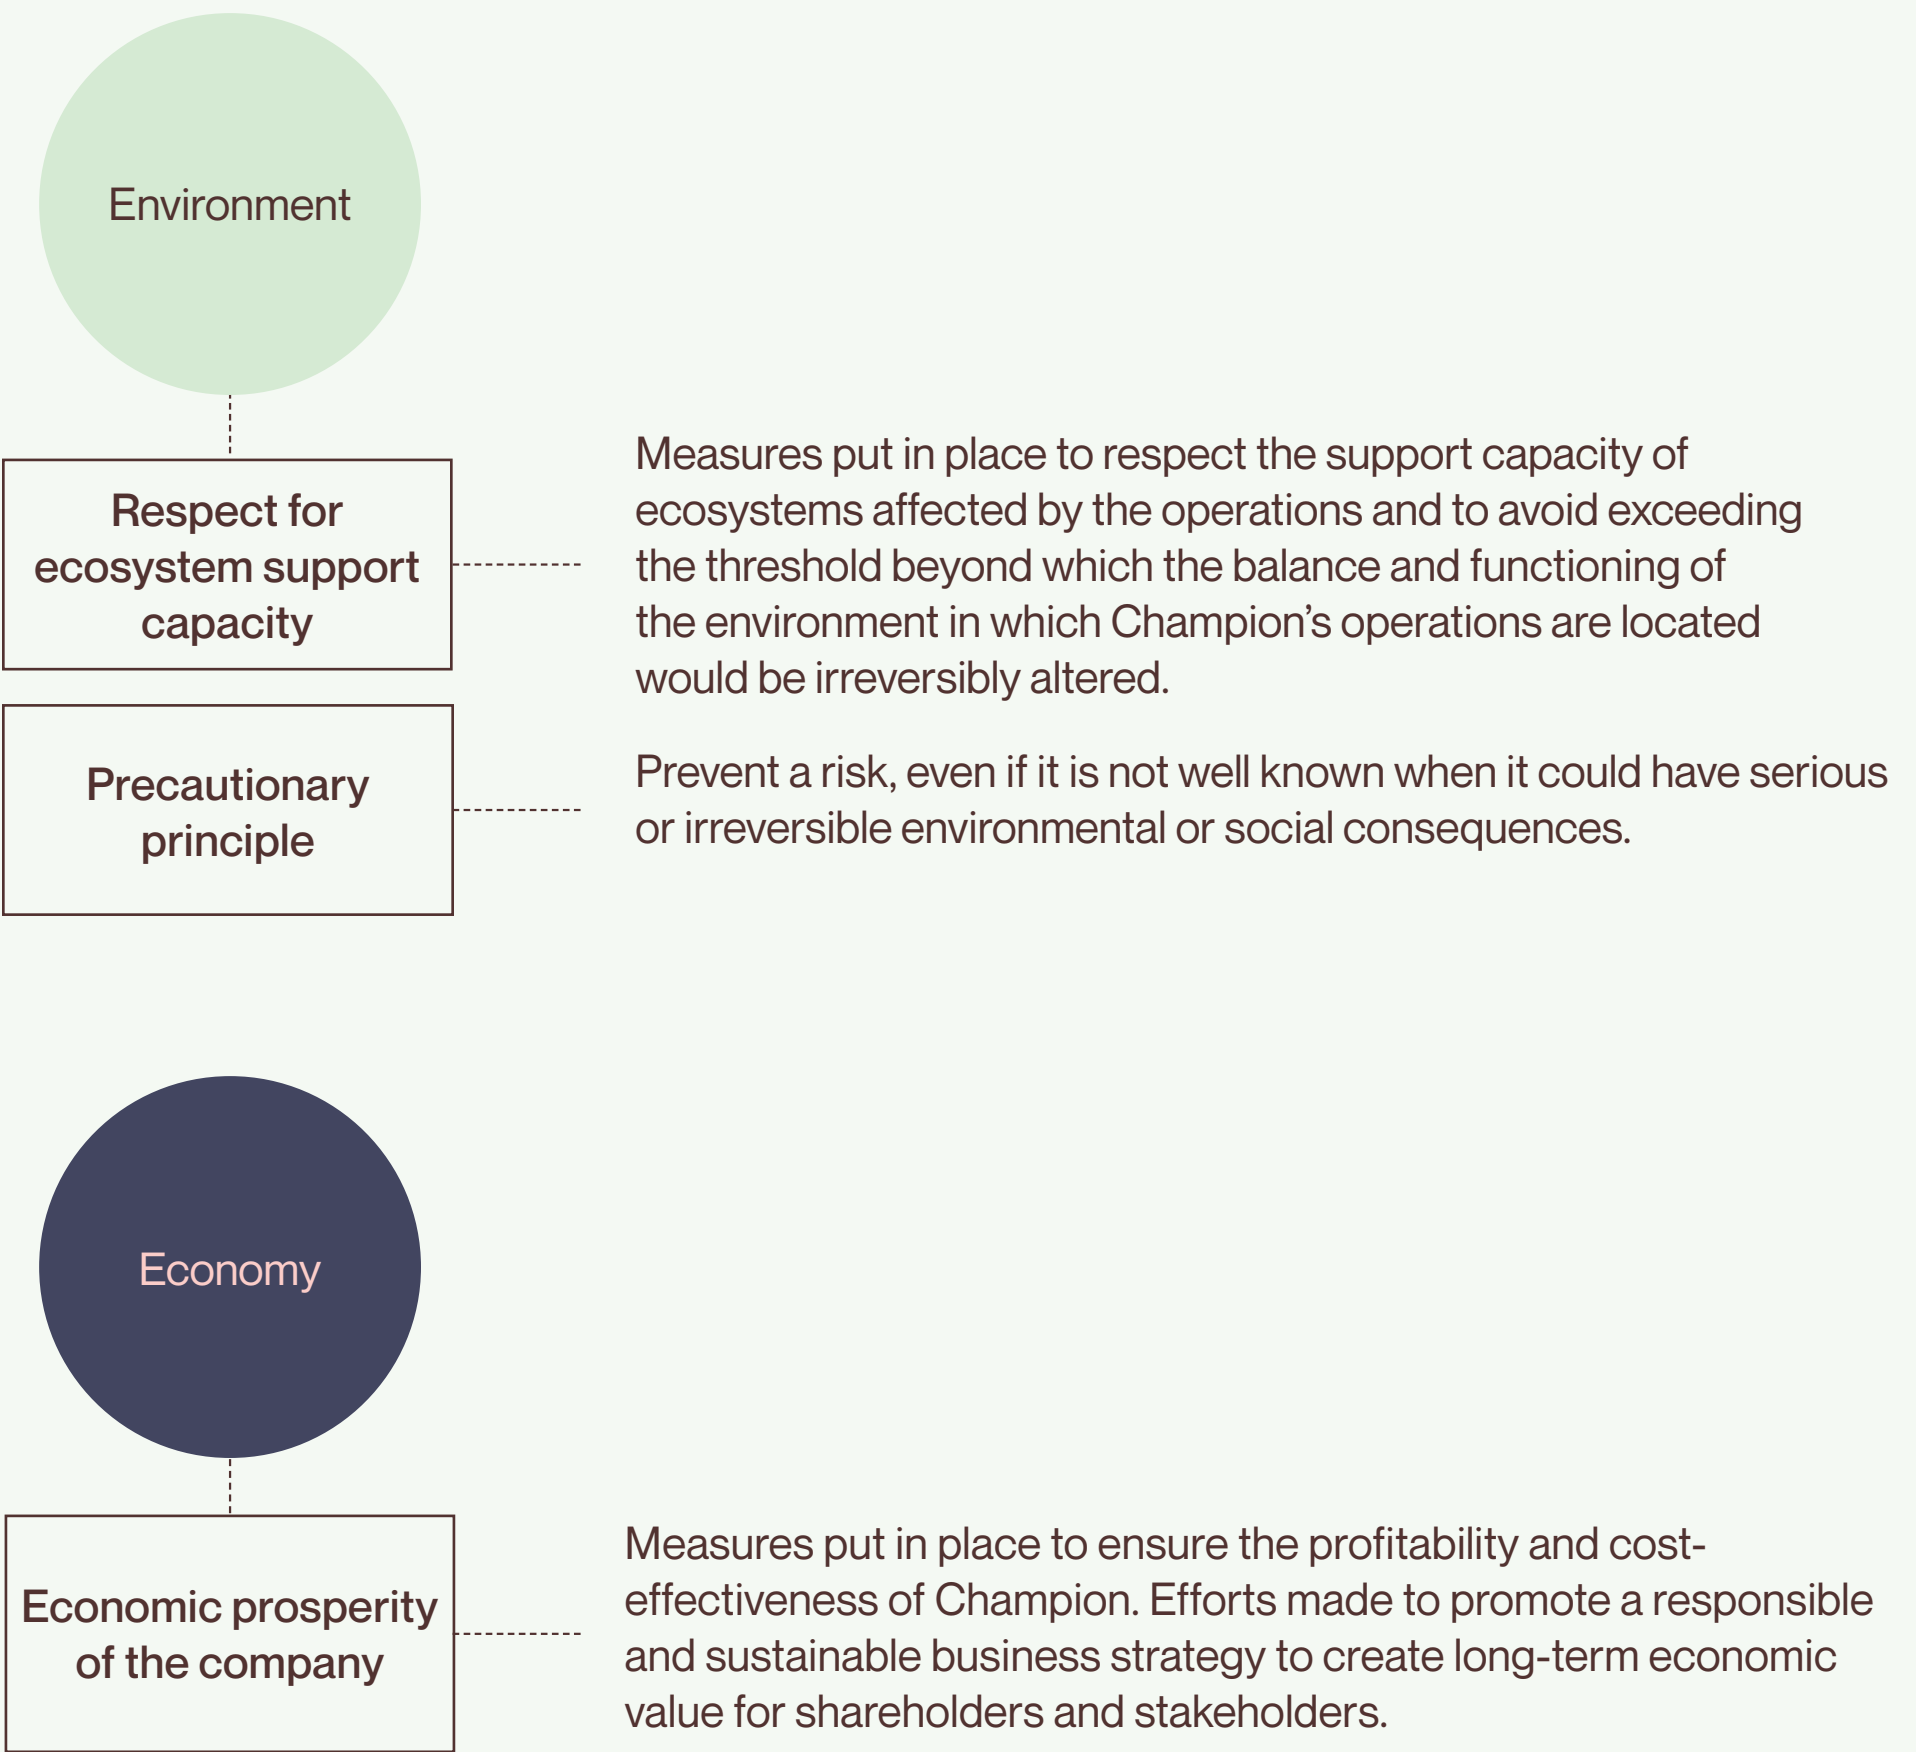 Environment
Respect for
ecosystem support
capacity
Measures put in place to respect the support capacity of
ecosystems affected by the operations and to avoid exceeding
the threshold beyond which the balance and functioning of
the environment in which Champion’s operations are located
would be irreversibly altered.
Precautionary
principle
Prevent a risk, even if it is not well known when it could have serious
or irreversible environmental or social consequences.
Economy
Economic prosperity
of the company
Measures put in place to ensure the profitability and cost-
effectiveness of Champion. Efforts made to promote a responsible
and sustainable business strategy to create long-term economic
value for shareholders and stakeholders.